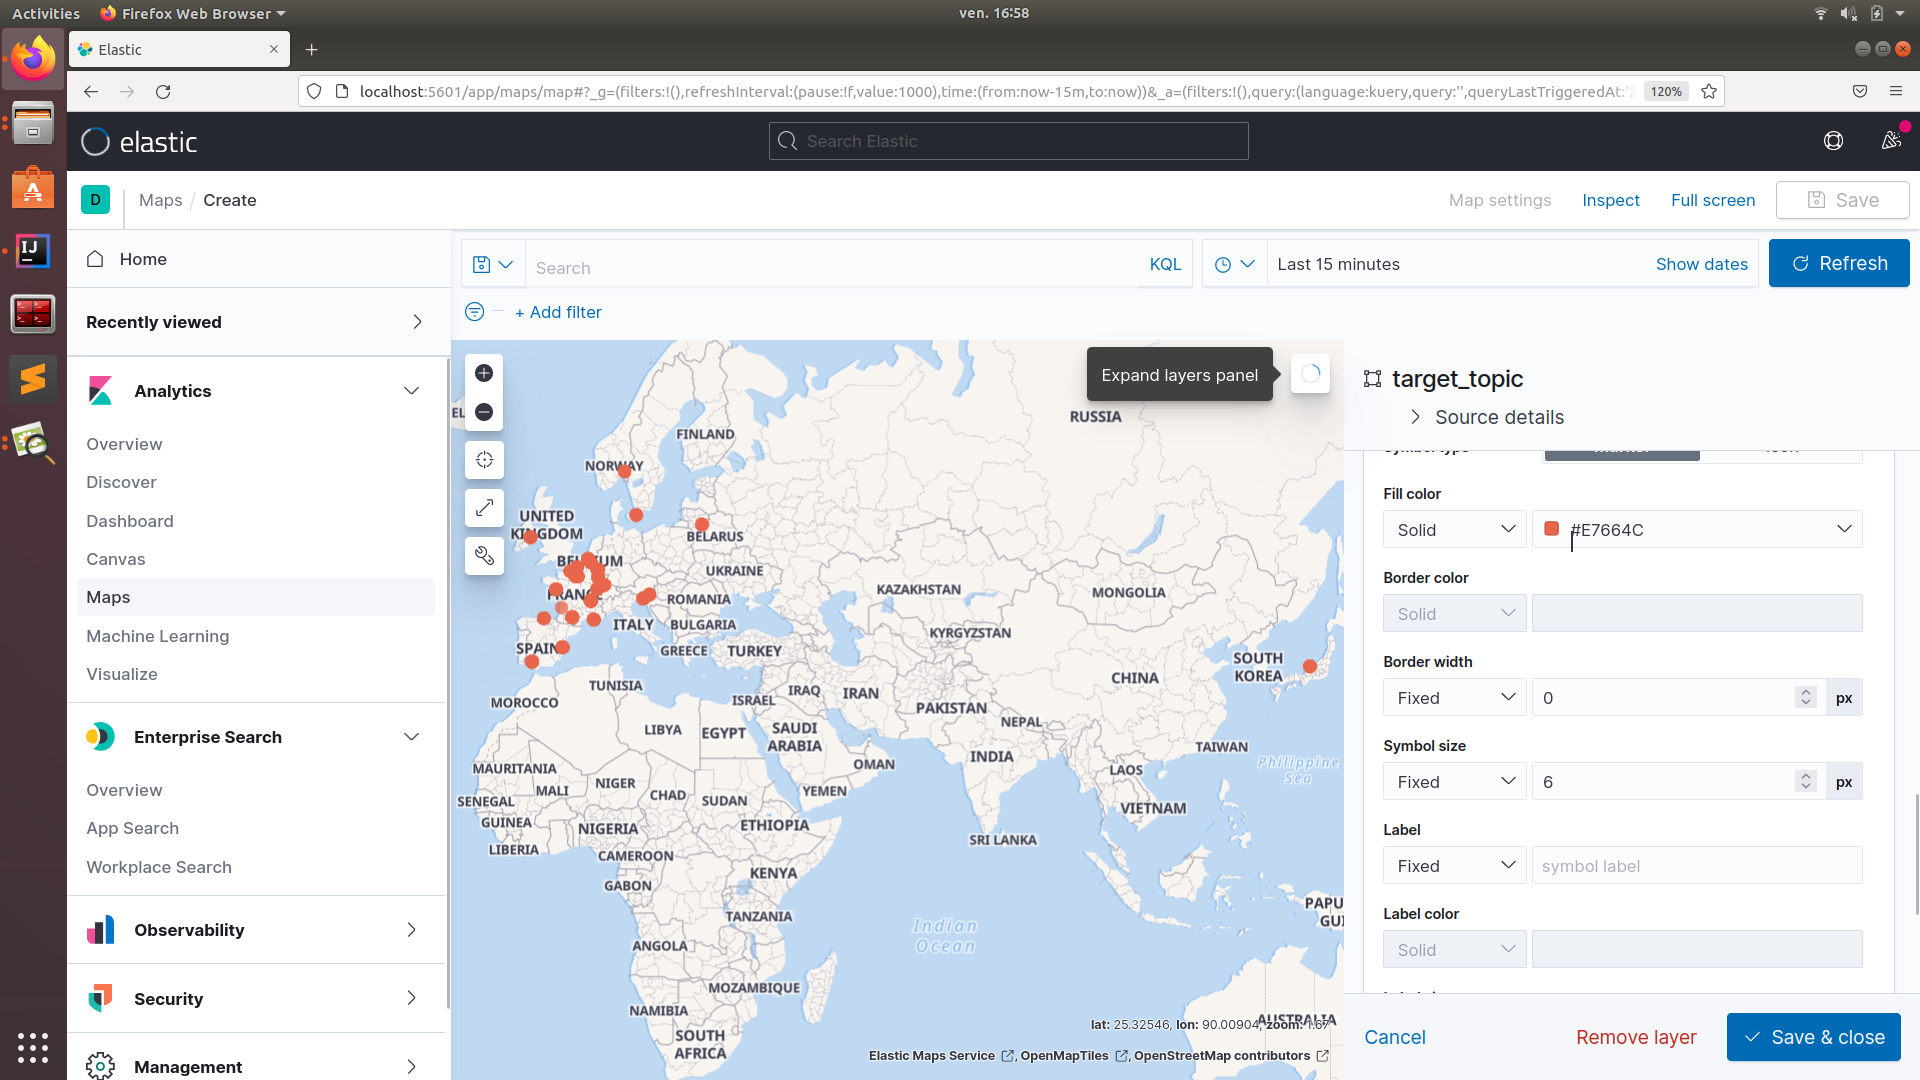 Activities
Firefox Web Browser
ven. 16:58
Elastic
localhost:5601/app/maps/map#?_g=(filters:!(),refreshInterval:(pause:!f,value:1000),time:(from:now-15m,to:now))&_a=(filters:!(),query:(language:kuery,query:'',queryLastTriggeredAt:'2
120%
elastic
Search Elastic
D
Maps / Create
Map settings
Inspect
Full screen
Save
Home
Recently viewed
Analytics
Overview
Discover
Dashboard
Canvas
Maps
Machine Learning
Visualize
Enterprise Search
Overview
App Search
Workplace Search
Observability
Security
Management
Search
KQL
Last 15 minutes
Show dates
Refresh
+ Add filter
Expand layers panel
RUSSIA
FINLAND
NORWAY
UNITED
KINGDOM
BELARUS
BELGIUM
UKRAINE
KAZAKHSTAN
MONGOLIA
FRANCE
ROMANIA
ITALY
BULGARIA
KYRGYZSTAN
SPAIN
GREECE
TURKEY
SOUTH
KOREA
CHINA
TUNISIA
IRAQ
IRAN
MOROCCO
ISRAEL
PAKISTAN
NEPAL
LIBYA
EGYPT
SAUDI
ARABIA
TAIWAN
INDIA
OMAN
LAOS
Philippine
Sea
MAURITANIA
NIGER
MALI
CHAD
SUDAN
YEMEN
SENEGAL
VIETNAM
GUINEA
NIGERIA
ETHIOPIA
LIBERIA
SRI LANKA
CAMEROON
GABON
KENYA
PAPU
GUI
TANZANIA
Indian
Ocean
ANGOLA
MOZAMBIQUE
NAMIBIA
AUSTRALIA
SOUTH
AFRICA
lat: 25.32546, lon: 90.00904, zoom: 1.67
Elastic Maps Service , OpenMapTiles , OpenStreetMap contributors
target_topic
Source details
Symbol type
Marker
Icon
Fill color
Solid
#E7664C
Border color
Solid
Border width
Fixed
0
px
Symbol size
Fixed
6
px
Label
Fixed
symbol label
Label color
Solid
Cancel
Remove layer
Save & close